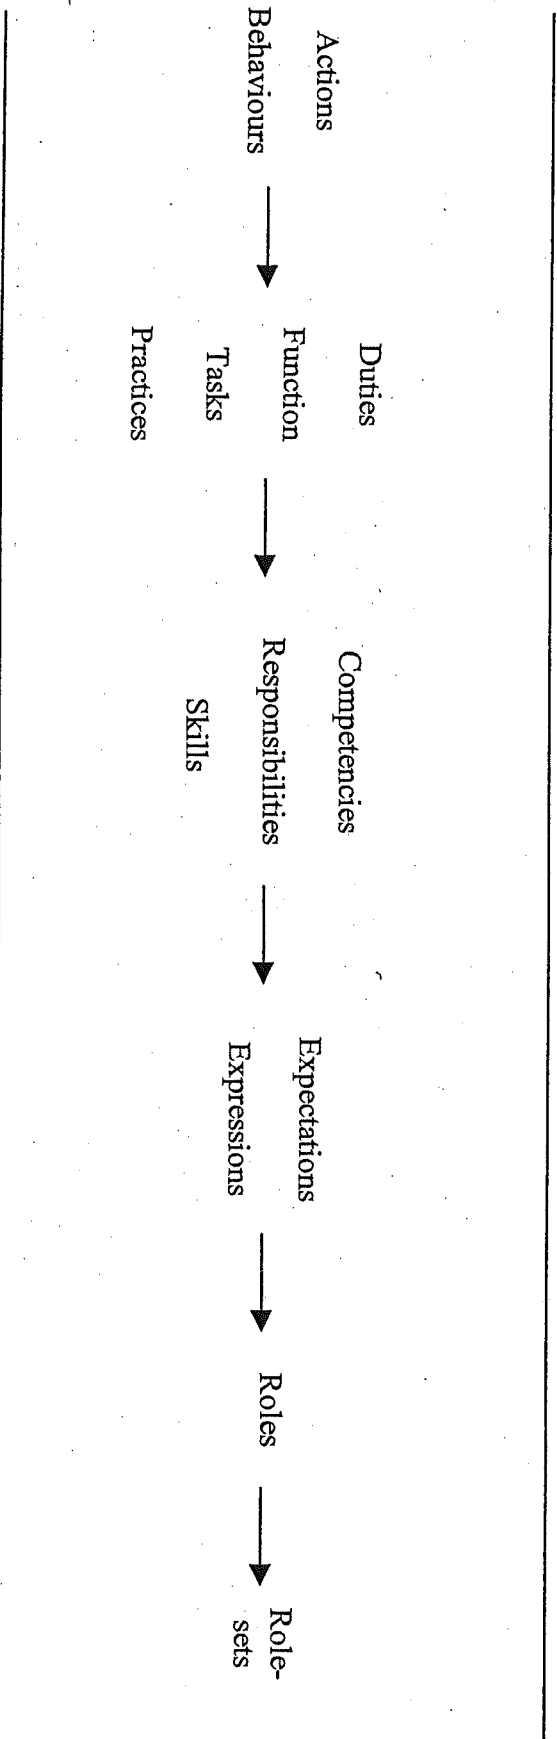 Actions
Behaviours
Duties
Function
Tasks
Practices
Competencies
Responsibilities
Skills
Expectations
Expressions
Roles
Role-
sets